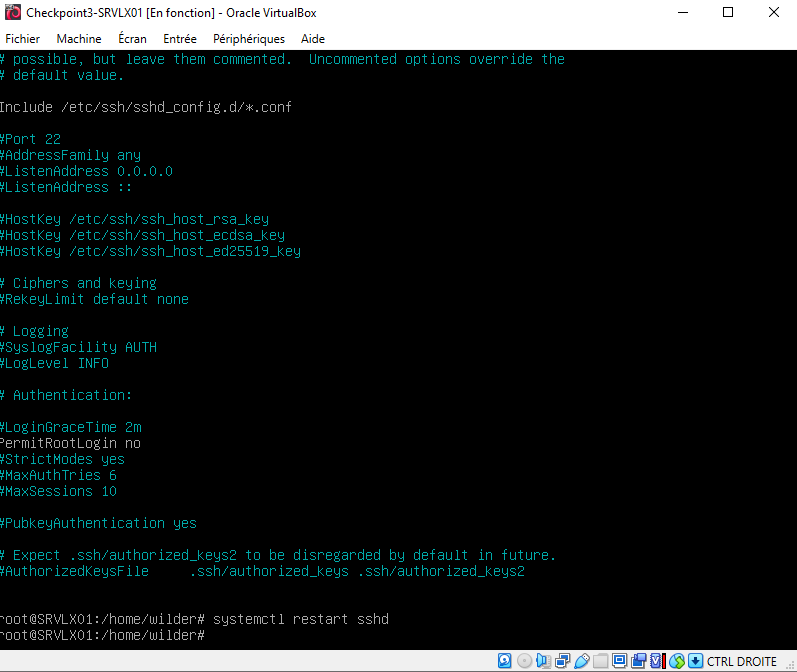 Checkpoint3-SRVLX01 [En fonction] - Oracle VirtualBox
Fichier Machine Écran Entrée Périphériques Aide
# possible, but leave them commented.  Uncommented options override the
# default value.
Include /etc/ssh/sshd_config.d/*.conf
#Port 22
#AddressFamily any
#ListenAddress 0.0.0.0
#ListenAddress ::
#HostKey /etc/ssh/ssh_host_rsa_key
#HostKey /etc/ssh/ssh_host_ecdsa_key
#HostKey /etc/ssh/ssh_host_ed25519_key
# Ciphers and keying
#RekeyLimit default none
# Logging
#SyslogFacility AUTH
#LogLevel INFO
# Authentication:
#LoginGraceTime 2m
PermitRootLogin no
#StrictModes yes
#MaxAuthTries 6
#MaxSessions 10
#PubkeyAuthentication yes
# Expect .ssh/authorized_keys2 to be disregarded by default in future.
#AuthorizedKeysFile     .ssh/authorized_keys .ssh/authorized_keys2
root@SRVLX01:/home/wilder# systemctl restart sshd
root@SRVLX01:/home/wilder#
CTRL DROITE